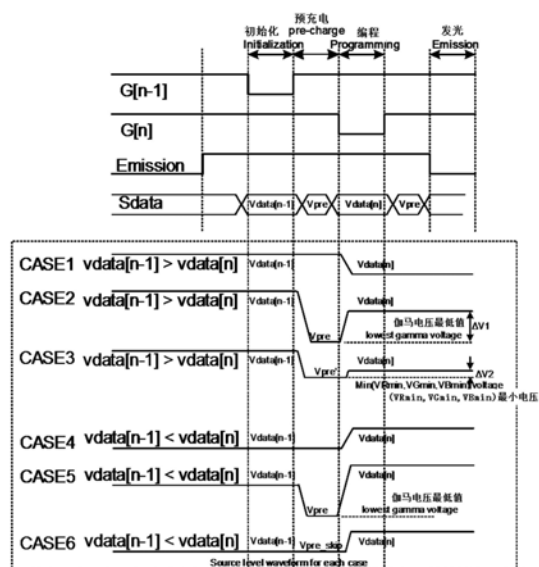 初始化 预充电 编程 发光
Initialization pre-charge Programming Emission
G[n-1]
G[n]
Emission
Sdata Vdata[n-1] Vpre Vdata[n] Vpre
CASE1 vdata[n-1] > vdata[n] Vdata[n-1] Vdata[n]
CASE2 vdata[n-1] > vdata[n] Vdata[n-1] Vdata[n]
伽马电压最低值 ΔV1
Vpre lowest gamma voltage
CASE3 vdata[n-1] > vdata[n] Vdata[n-1] Vdata[n]
Vpre' ΔV2
Min(VRmin,VGmin,VBmin)voltage
(VRmin,VGmin,VBmin)最小电压
CASE4 vdata[n-1] < vdata[n] Vdata[n-1] Vdata[n]
CASE5 vdata[n-1] < vdata[n] Vdata[n-1] Vdata[n]
伽马电压最低值
Vpre lowest gamma voltage
CASE6 vdata[n-1] < vdata[n] Vdata[n-1] Vpre_skip Vdata[n]
Source level waveform for each case